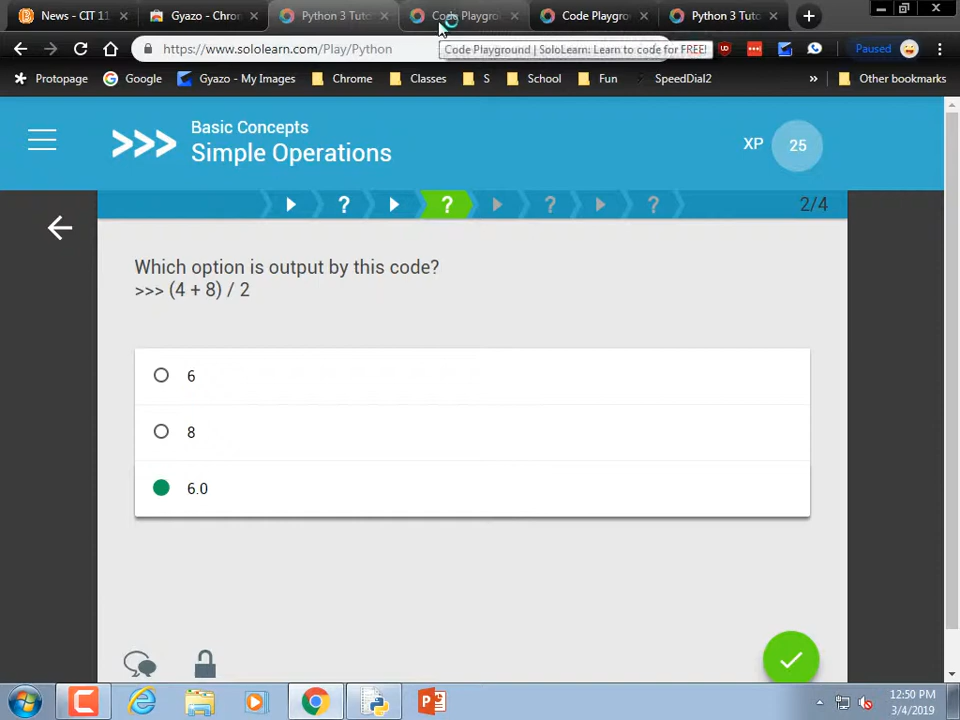 News - CIT 11
Gyazo - Chro
Python 3 Tuto
Code Playgro
Code Playgro
Python 3 Tuto
https://www.sololearn.com/Play/Python
Code Playground | SoloLearn: Learn to code for FREE!
Paused
Protopage
Google
Gyazo - My Images
Chrome
Classes
S
School
Fun
SpeedDial2
»
Other bookmarks
Basic Concepts
Simple Operations
XP
25
? ? ? ?
2/4
Which option is output by this code?
>>> (4 + 8) / 2
6
8
6.0
12:50 PM
3/4/2019